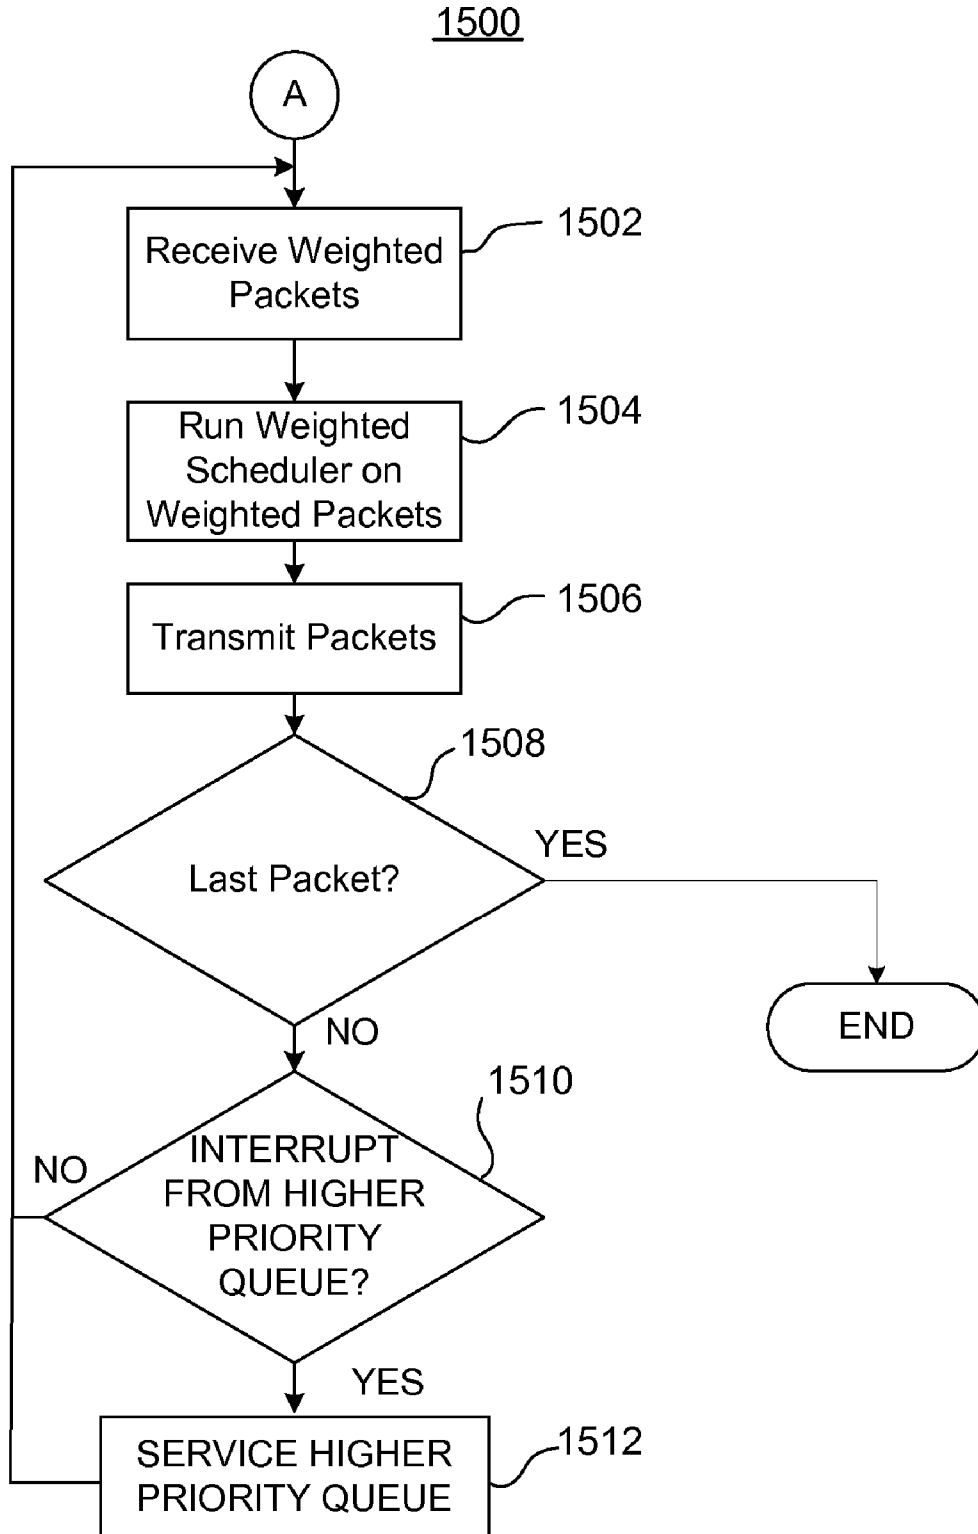 1500
A
Receive Weighted
Packets
1502
Run Weighted
Scheduler on
Weighted Packets
1504
Transmit Packets
1506
Last Packet?
1508
YES
END
NO
INTERRUPT
FROM HIGHER
PRIORITY
QUEUE?
1510
NO
YES
SERVICE HIGHER
PRIORITY QUEUE
1512